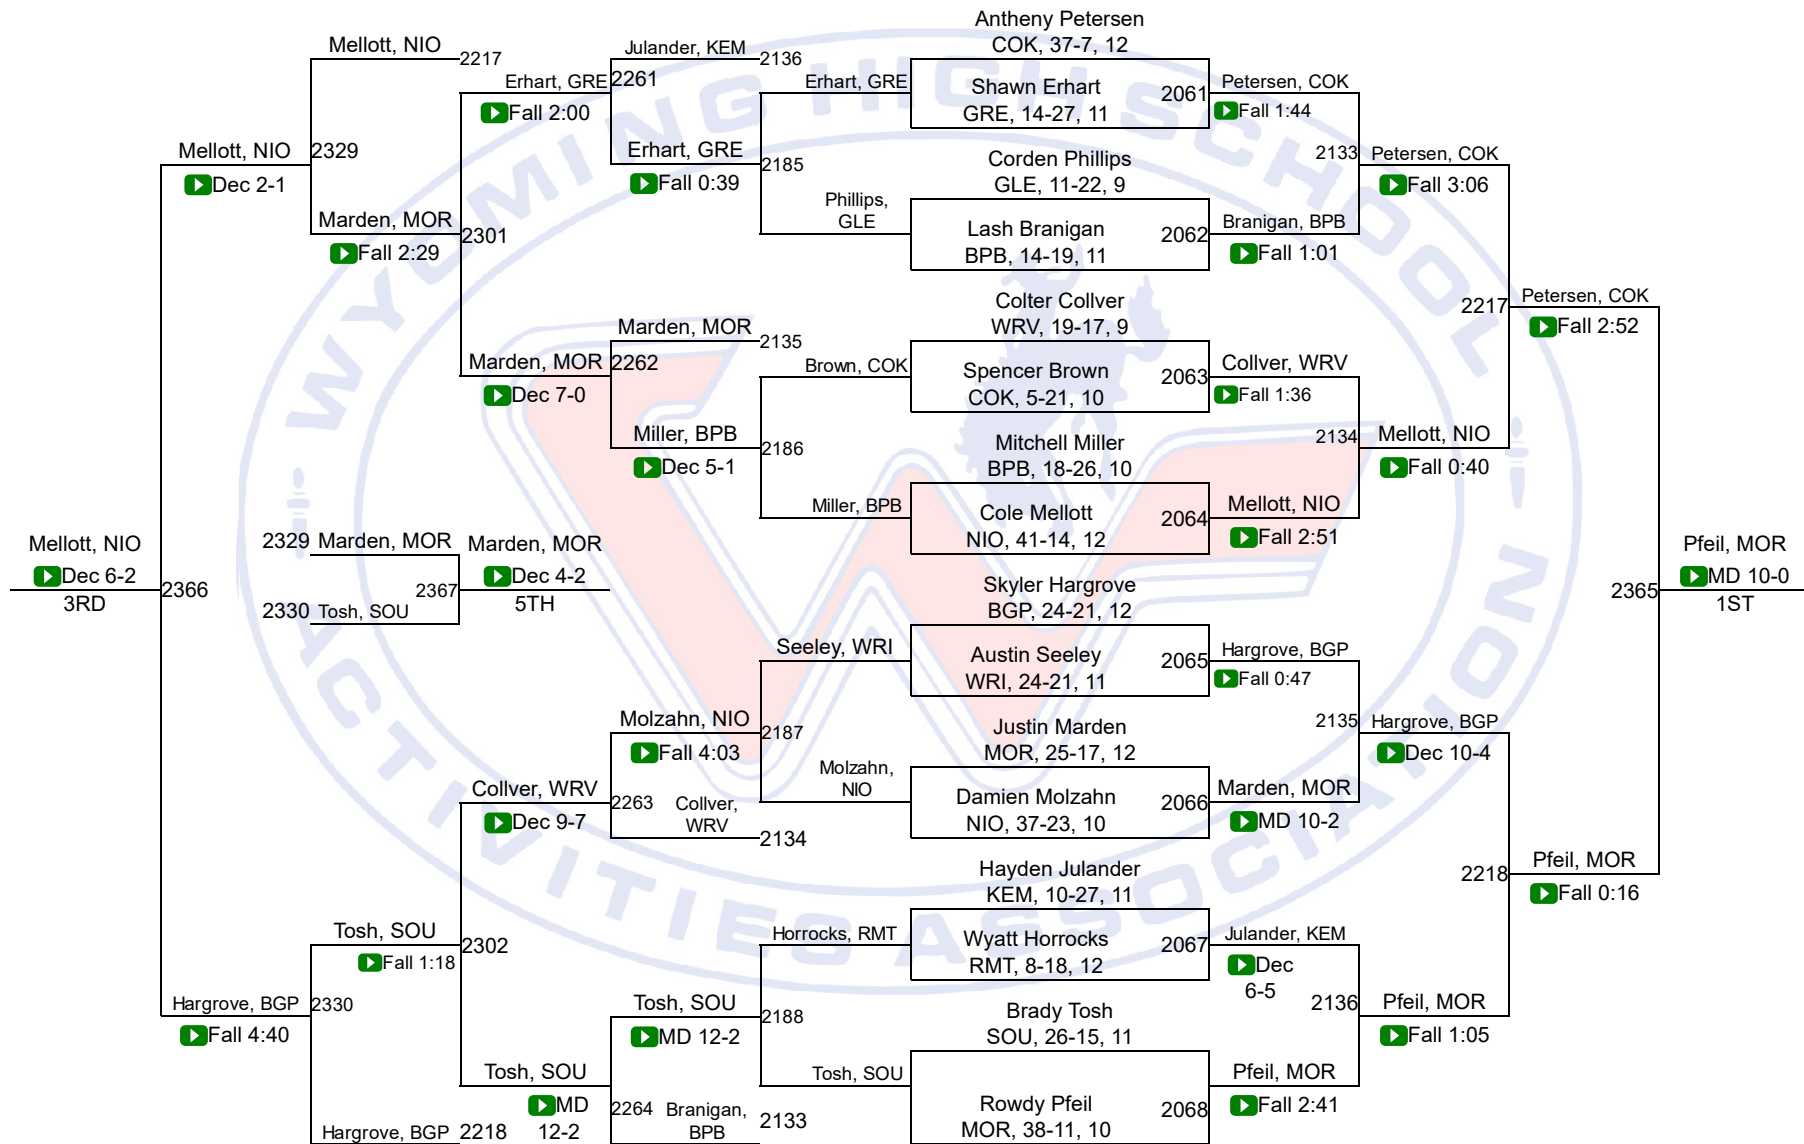 WYOMING HIGH SCHOOL
ACTIVITIES ASSOCIATION
Mellott, NIO
2217
Mellott, NIO
Dec 2-1
2329
Marden, MOR
Fall 2:29
2301
Erhart, GRE
Fall 2:00
2261
Julander, KEM
2136
Erhart, GRE
Fall 0:39
2185
Erhart, GRE
Phillips,
GLE
Marden, MOR
Dec 7-0
2262
Marden, MOR
2135
Miller, BPB
Dec 5-1
2186
Brown, COK
Miller, BPB
Mellott, NIO
Dec 6-2
3RD
2366
2329
Marden, MOR
2330
Tosh, SOU
2367
Marden, MOR
Dec 4-2
5TH
Seeley, WRI
Molzahn, NIO
Fall 4:03
2187
Molzahn,
NIO
Collver, WRV
Dec 9-7
2263
Collver,
WRV
2134
Tosh, SOU
Fall 1:18
2302
Hargrove, BGP
Fall 4:40
2330
Hargrove, BGP
2218
Tosh, SOU
MD
12-2
2264
Tosh, SOU
MD 12-2
2188
Horrocks, RMT
Tosh, SOU
Branigan,
BPB
2133
Antheny Petersen
COK, 37-7, 12
Shawn Erhart
GRE, 14-27, 11
2061
Petersen, COK
Fall 1:44
Corden Phillips
GLE, 11-22, 9
Lash Branigan
BPB, 14-19, 11
2062
Branigan, BPB
Fall 1:01
2133
Petersen, COK
Fall 3:06
Colter Collver
WRV, 19-17, 9
Spencer Brown
COK, 5-21, 10
2063
Collver, WRV
Fall 1:36
Mitchell Miller
BPB, 18-26, 10
Cole Mellott
NIO, 41-14, 12
2064
Mellott, NIO
Fall 2:51
2134
Mellott, NIO
Fall 0:40
2217
Petersen, COK
Fall 2:52
Skyler Hargrove
BGP, 24-21, 12
Austin Seeley
WRI, 24-21, 11
2065
Hargrove, BGP
Fall 0:47
Justin Marden
MOR, 25-17, 12
Damien Molzahn
NIO, 37-23, 10
2066
Marden, MOR
MD 10-2
2135
Hargrove, BGP
Dec 10-4
Hayden Julander
KEM, 10-27, 11
Wyatt Horrocks
RMT, 8-18, 12
2067
Julander, KEM
Dec
6-5
Brady Tosh
SOU, 26-15, 11
Rowdy Pfeil
MOR, 38-11, 10
2068
Pfeil, MOR
Fall 2:41
2136
Pfeil, MOR
Fall 1:05
2218
Pfeil, MOR
Fall 0:16
2365
Pfeil, MOR
MD 10-0
1ST